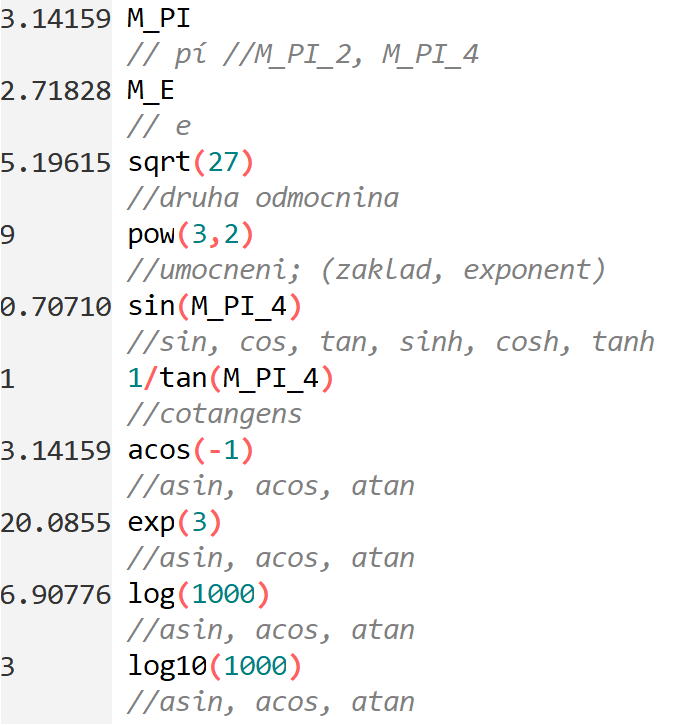 3.14159 M_PI
// pí //M_PI_2, M_PI_4
2.71828 M_E
// e
5.19615 sqrt(27)
//druha odmocnina
9 pow(3,2)
//umocneni; (zaklad, exponent)
0.70710 sin(M_PI_4)
//sin, cos, tan, sinh, cosh, tanh
1 1/tan(M_PI_4)
//cotangens
3.14159 acos(-1)
//asin, acos, atan
20.0855 exp(3)
//asin, acos, atan
6.90776 log(1000)
//asin, acos, atan
3 log10(1000)
//asin, acos, atan